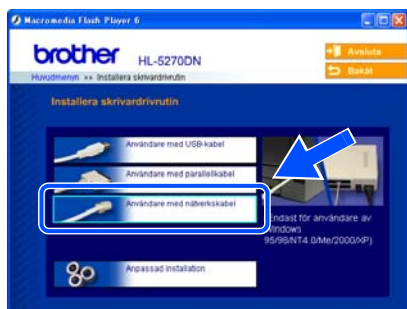 Macromedia Flash Player 6
brother HL-5270DN
Avsluta
Bakåt
Huvudmenyn >> Installera skrivardrivrutin
Installera skrivardrivrutin
Användare med USB-kabel
Användare med parallellkabel
Användare med nätverkskabel
(Endast för användare av
Windows
95/98/NT4.0/Me/2000/XP)
Anpassad installation